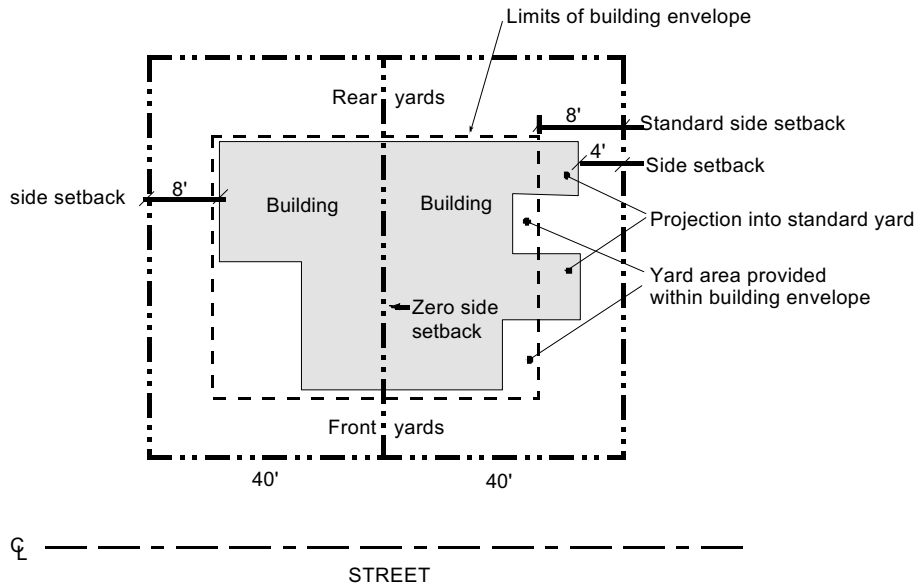 Limits of building envelope
Rear yards
8'
Standard side setback
4'
Side setback
8'
side setback
Building
Building
Projection into standard yard
Yard area provided
within building envelope
Zero side
setback
Front yards
40'
40'
℄
STREET